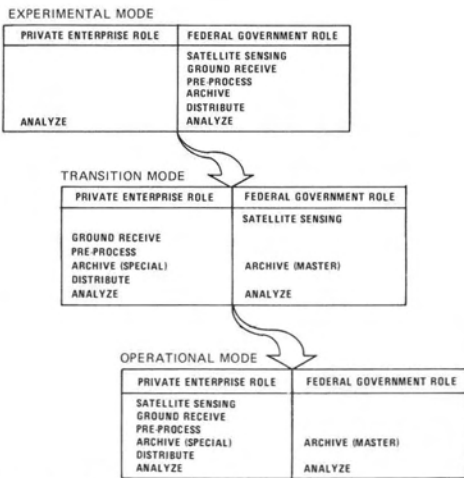 EXPERIMENTAL MODE
PRIVATE ENTERPRISE ROLE FEDERAL GOVERNMENT ROLE
SATELLITE SENSING
GROUND RECEIVE
PRE-PROCESS
ARCHIVE
DISTRIBUTE
ANALYZE ANALYZE
TRANSITION MODE
PRIVATE ENTERPRISE ROLE FEDERAL GOVERNMENT ROLE
SATELLITE SENSING
GROUND RECEIVE
PRE-PROCESS
ARCHIVE (SPECIAL) ARCHIVE (MASTER)
DISTRIBUTE
ANALYZE ANALYZE
OPERATIONAL MODE
PRIVATE ENTERPRISE ROLE FEDERAL GOVERNMENT ROLE
SATELLITE SENSING
GROUND RECEIVE
PRE-PROCESS
ARCHIVE (SPECIAL) ARCHIVE (MASTER)
DISTRIBUTE
ANALYZE ANALYZE